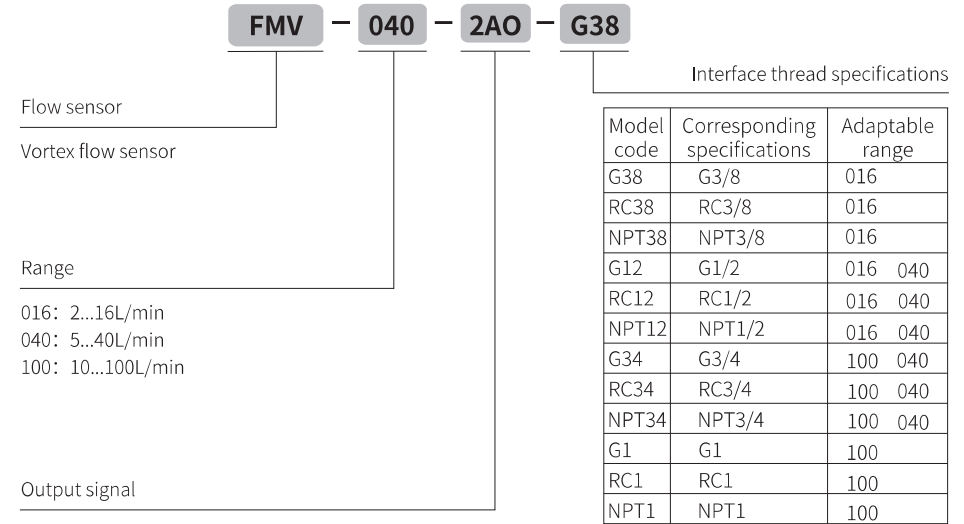 FMV - 040 - 2AO - G38
Interface thread specifications
Flow sensor
Vortex flow sensor
Range
016: 2...16L/min
040: 5...40L/min
100: 10...100L/min
Output signal
Model code Corresponding specifications Adaptable range
G38 G3/8 016
RC38 RC3/8 016
NPT38 NPT3/8 016
G12 G1/2 016 040
RC12 RC1/2 016 040
NPT12 NPT1/2 016 040
G34 G3/4 100 040
RC34 RC3/4 100 040
NPT34 NPT3/4 100 040
G1 G1 100
RC1 RC1 100
NPT1 NPT1 100